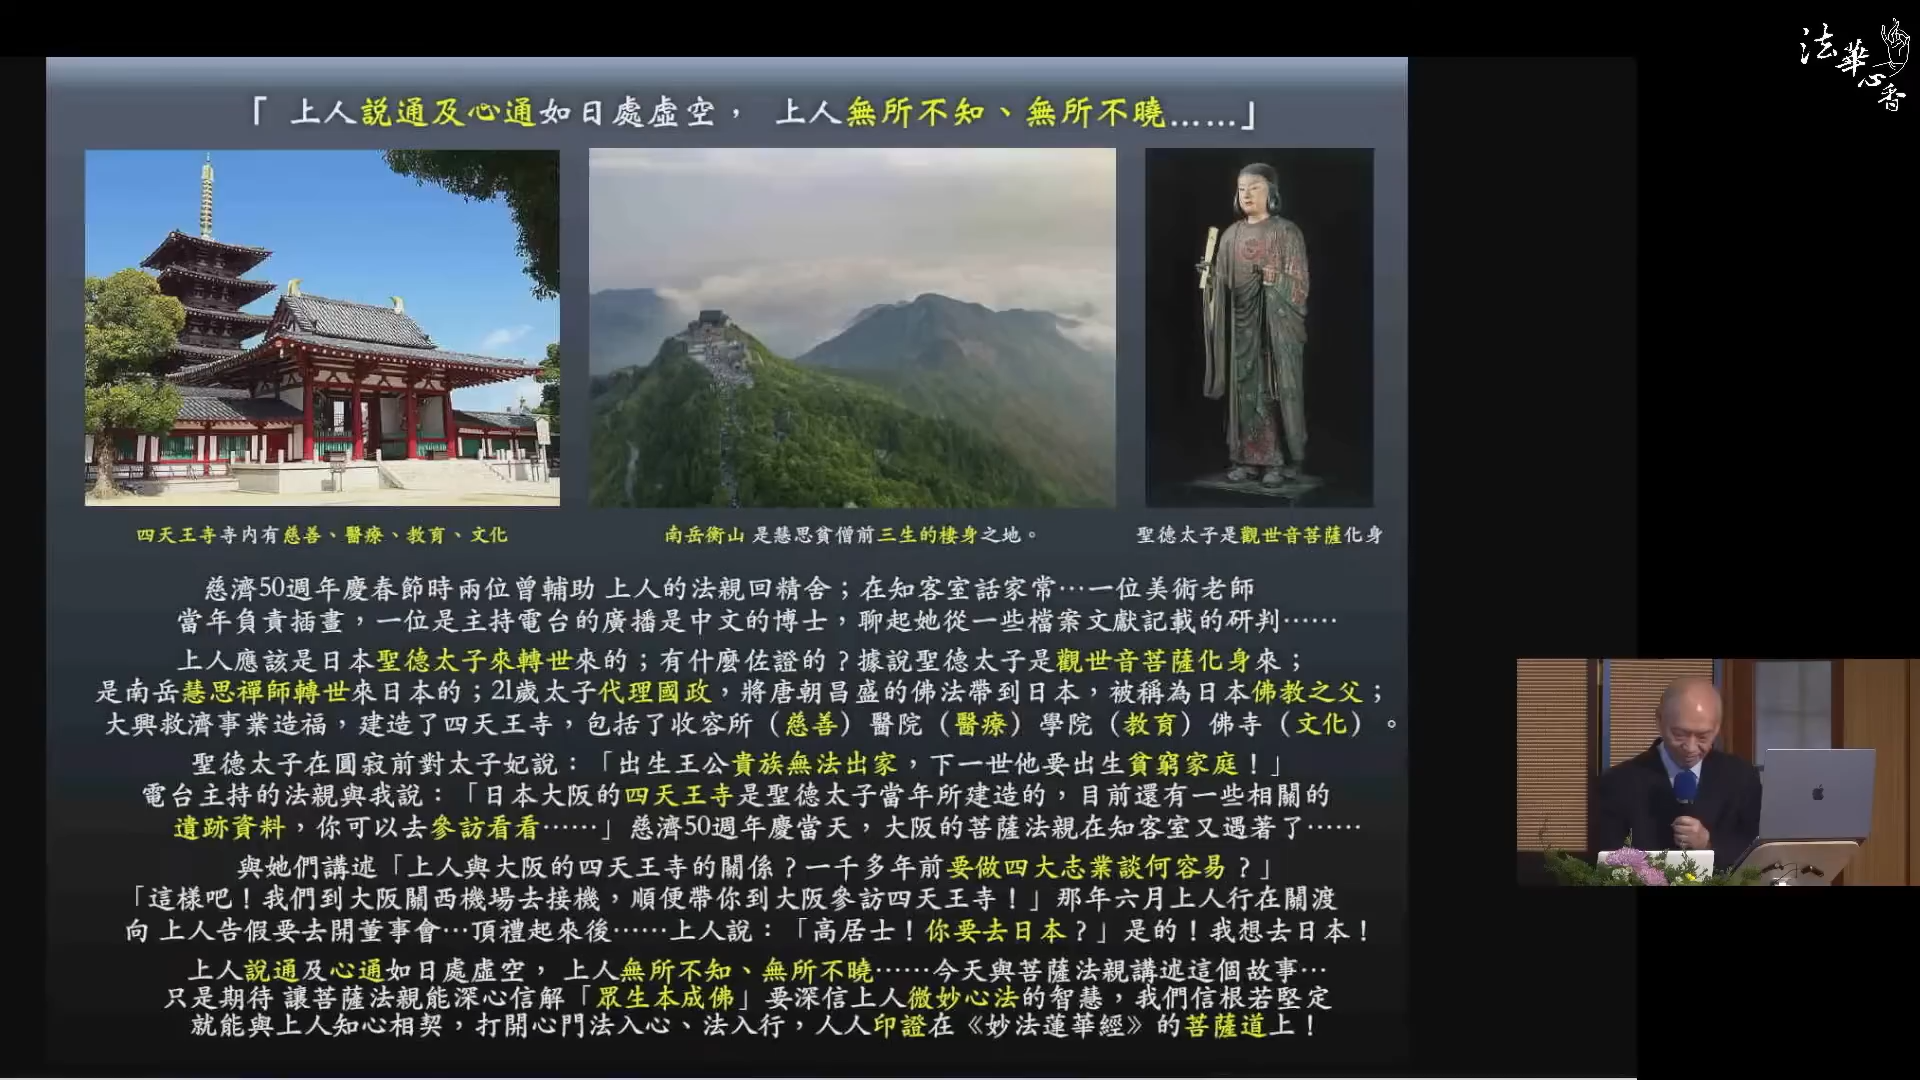 法華心香
「 上人說通及心通如日處虛空， 上人無所不知、無所不曉……」
四天王寺寺內有慈善、醫療、教育、文化
南岳衡山 是慧思貧僧前三生的棲身之地。
聖德太子是觀世音菩薩化身
慈濟50週年慶春節時兩位曾輔助 上人的法親回精舍；在知客室話家常…一位美術老師
當年負責插畫，一位是主持電台的廣播是中文的博士，聊起她從一些檔案文獻記載的研判……
上人應該是日本聖德太子來轉世來的；有什麼佐證的？據說聖德太子是觀世音菩薩化身來；
是南岳慧思禪師轉世來日本的；21歲太子代理國政，將唐朝昌盛的佛法帶到日本，被稱為日本佛教之父；
大興救濟事業造福，建造了四天王寺，包括了收容所（慈善）醫院（醫療）學院（教育）佛寺（文化）。
聖德太子在圓寂前對太子妃說：「出生王公貴族無法出家，下一世他要出生貧窮家庭！」
電台主持的法親與我說：「日本大阪的四天王寺是聖德太子當年所建造的，目前還有一些相關的
遺跡資料，你可以去參訪看看……」慈濟50週年慶當天，大阪的菩薩法親在知客室又遇著了……
與她們講述「上人與大阪的四天王寺的關係？一千多年前要做四大志業談何容易？」
「這樣吧！我們到大阪關西機場去接機，順便帶你到大阪參訪四天王寺！」那年六月上人行在關渡
向 上人告假要去開董事會…頂禮起來後……上人說：「高居士！你要去日本？」是的！我想去日本！
上人說通及心通如日處虛空， 上人無所不知、無所不曉……今天與菩薩法親講述這個故事…
只是期待 讓菩薩法親能深心信解「眾生本成佛」要深信上人微妙心法的智慧，我們信根若堅定
就能與上人知心相契，打開心門法入心、法入行，人人印證在《妙法蓮華經》的菩薩道上！